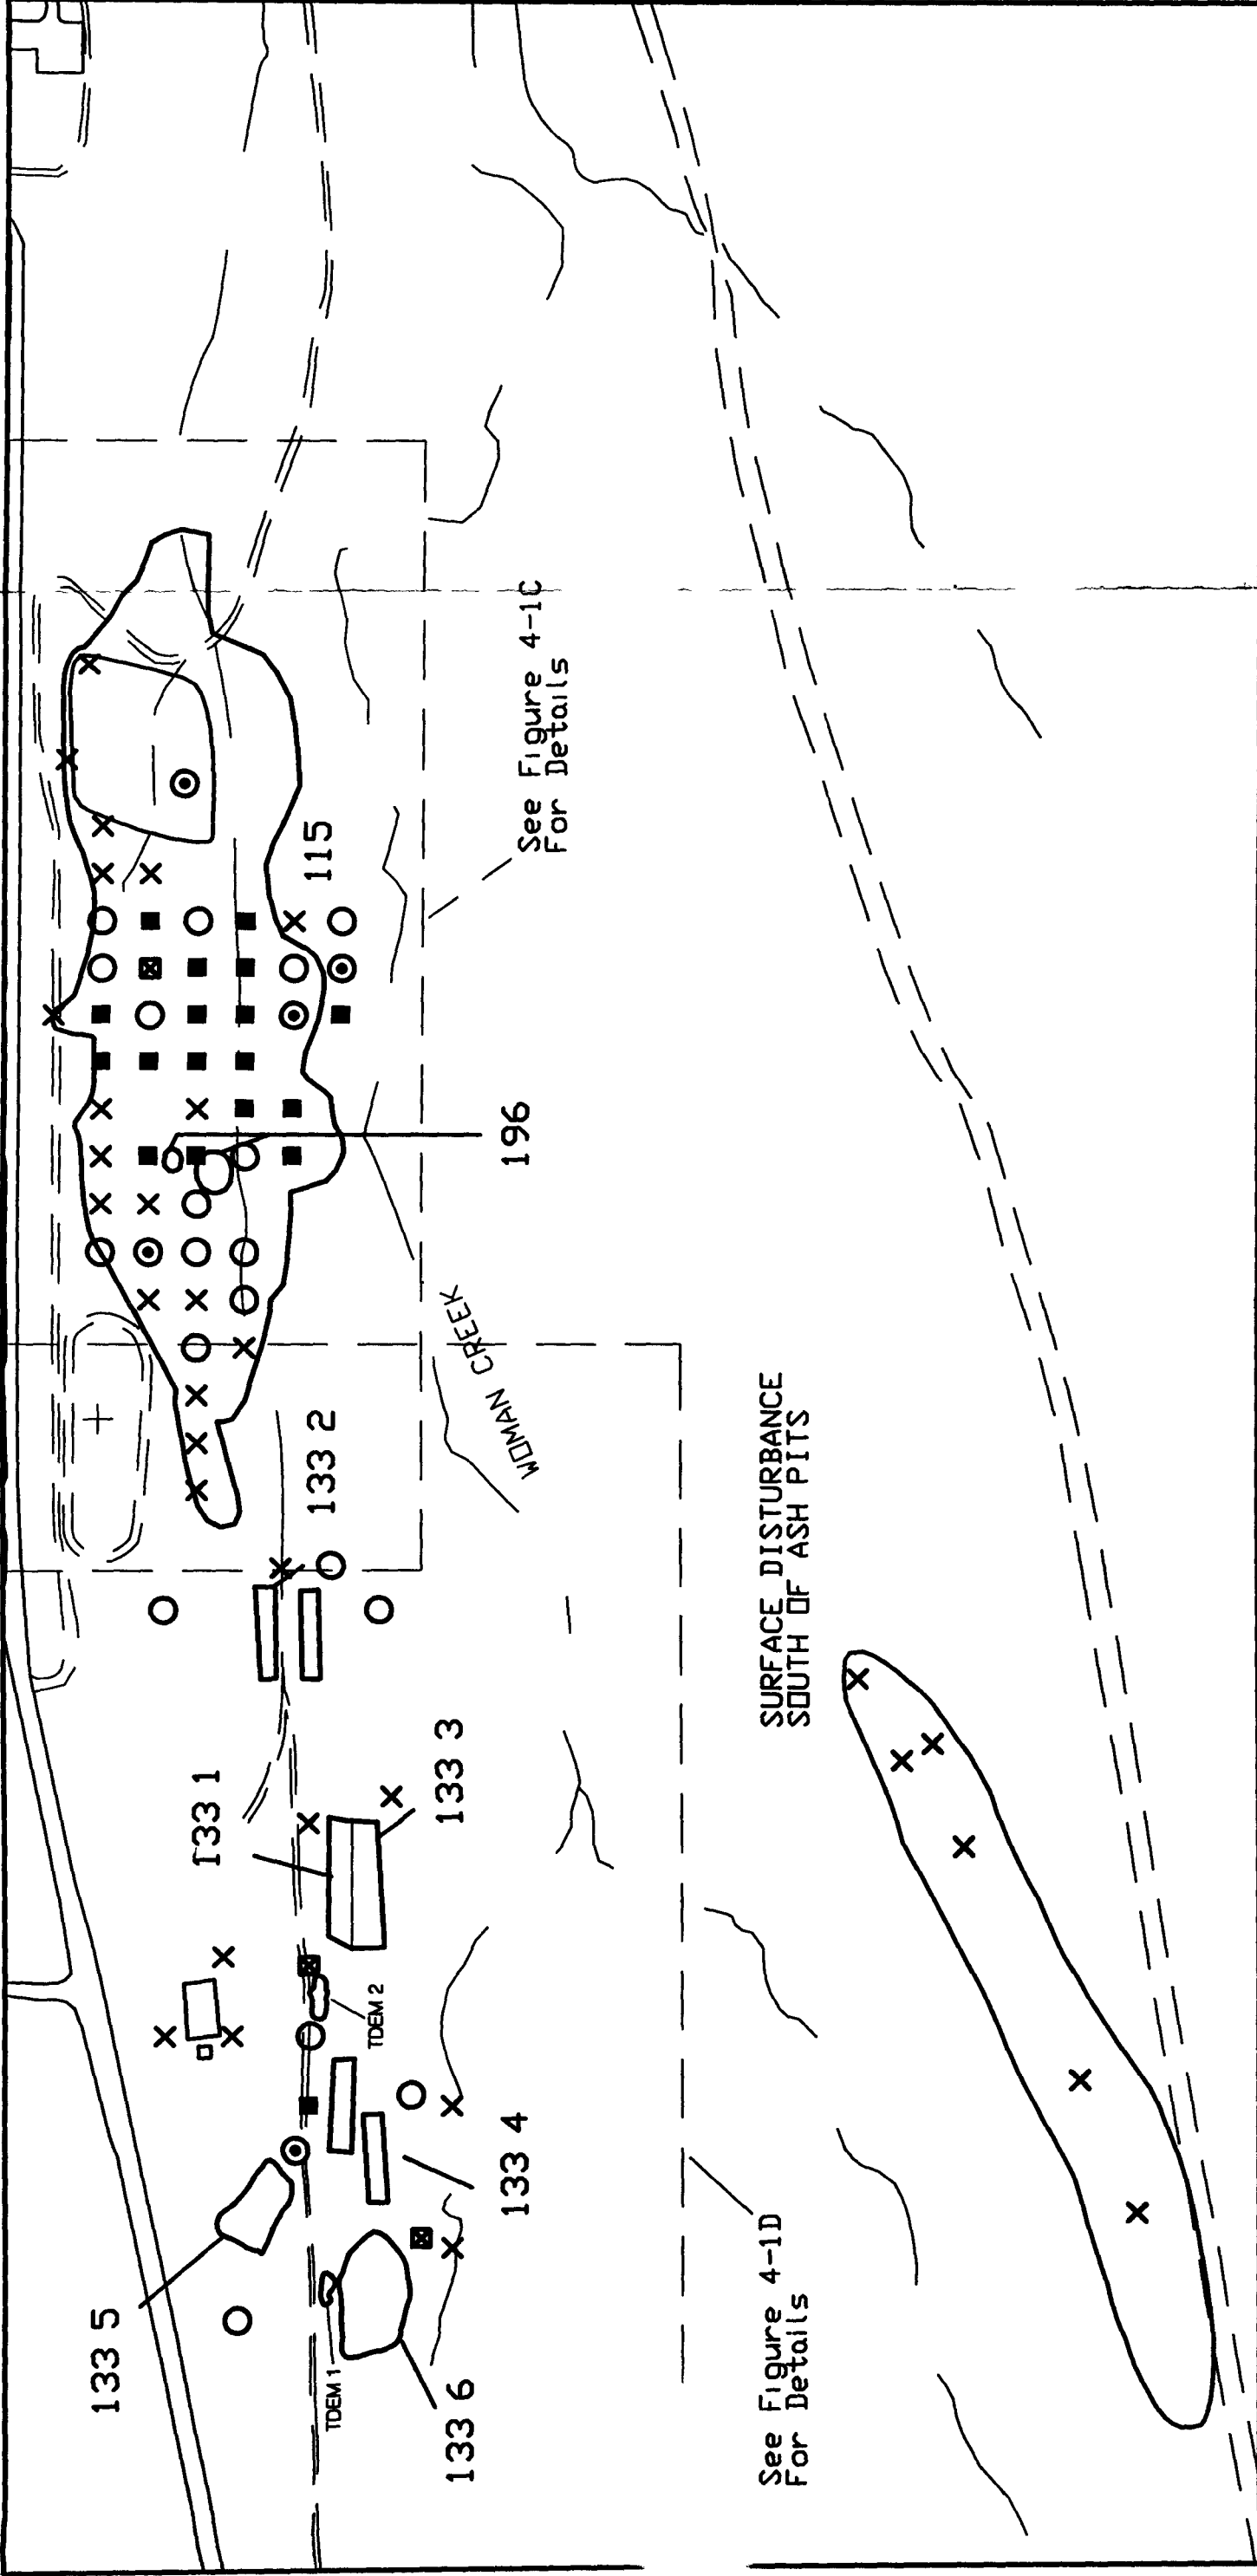 133 5
133 1
133 2
115
TDEM 1
TDEM 2
133 6
133 4
133 3
WOMAN CREEK
196
See Figure 4-1C
For Details
See Figure 4-1D
For Details
SURFACE DISTURBANCE
SOUTH OF ASH PITS